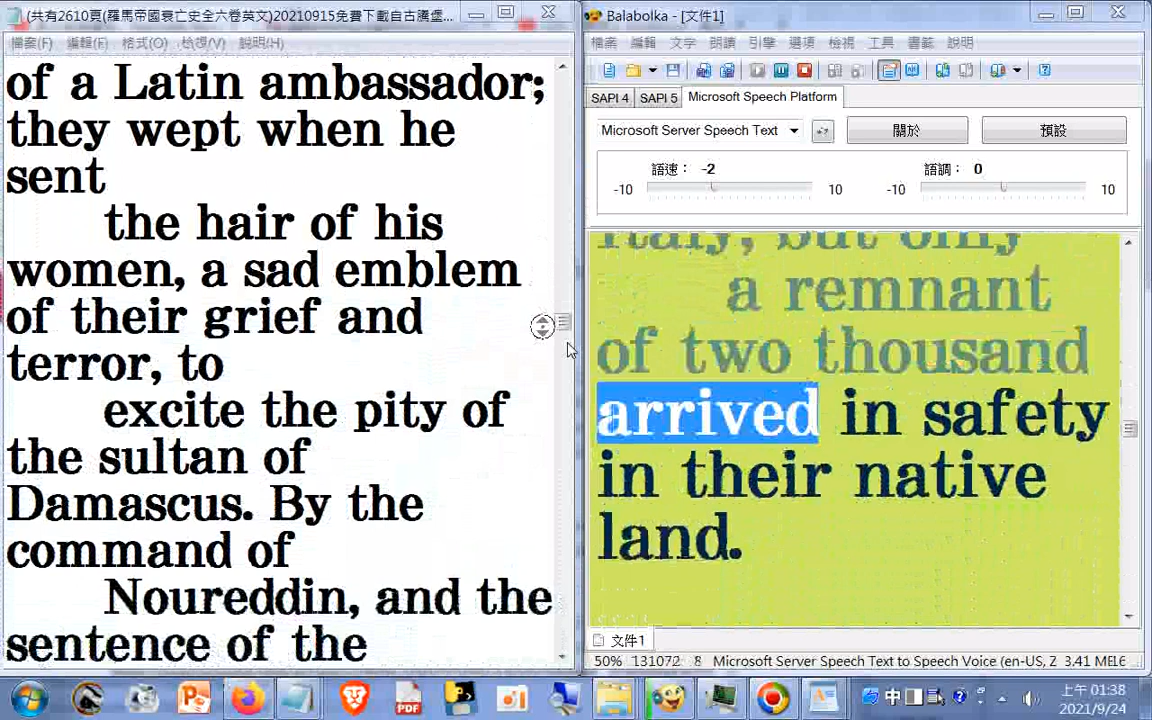 (共有2610頁(羅馬帝國衰亡史全六卷英文)20210915免費下載自古騰堡...
檔案(F) 編輯(E) 格式(O) 檢視(V) 說明(H)
of a Latin ambassador;
they wept when he
sent
the hair of his
women, a sad emblem
of their grief and
terror, to
excite the pity of
the sultan of
Damascus. By the
command of
Noureddin, and the
sentence of the
Balabolka - [文件1]
檔案 編輯 文字 朗讀 引擎 選項 檢視 工具 書籤 說明
SAPI 4 SAPI 5 Microsoft Speech Platform
Microsoft Server Speech Text 關於 預設
語速： -2 語調： 0
-10 10 -10 10
Italy, but only
a remnant
of two thousand
arrived in safety
in their native
land.
文件1
50% 131072 8 Microsoft Server Speech Text to Speech Voice (en-US, Z 3.41 МЕБ
PDF 中 上午 01:38
2021/9/24